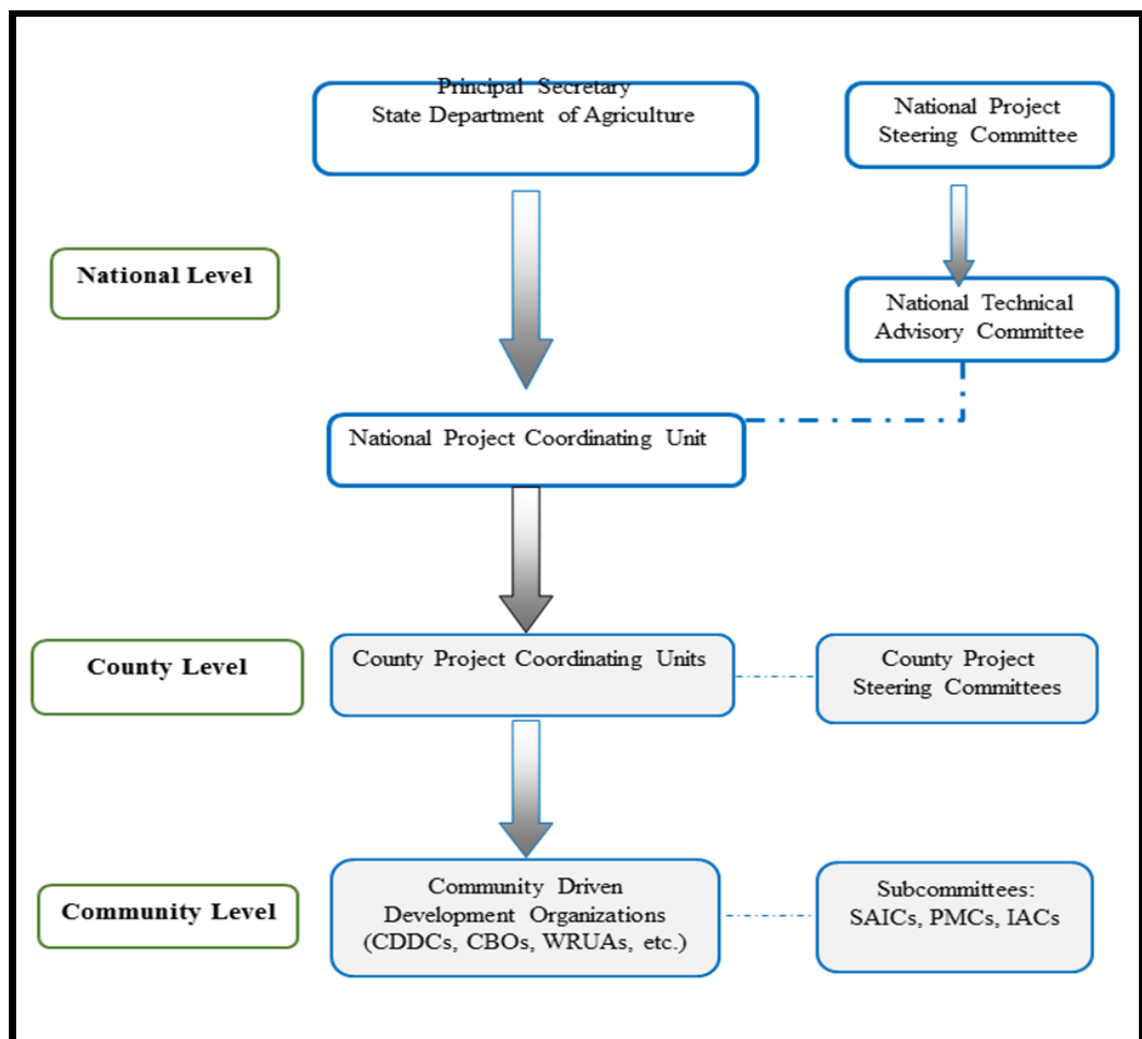 Principal Secretary
State Department of Agriculture
National Project
Steering Committee
National Level
National Technical
Advisory Committee
National Project Coordinating Unit
County Level
County Project Coordinating Units
County Project
Steering Committees
Community Level
Community Driven
Development Organizations
(CDDCs, CBOs, WRUAs, etc.)
Subcommittees:
SAICs, PMCs, IACs